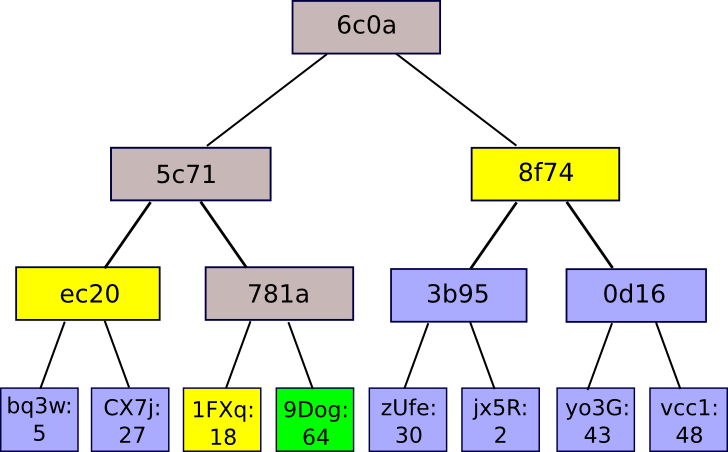 6c0a
5c71
8f74
ec20
781a
3b95
0d16
bq3w:
5
CX7j:
27
1FXq:
18
9Dog:
64
zUfe:
30
jx5R:
2
yo3G:
43
vcc1:
48